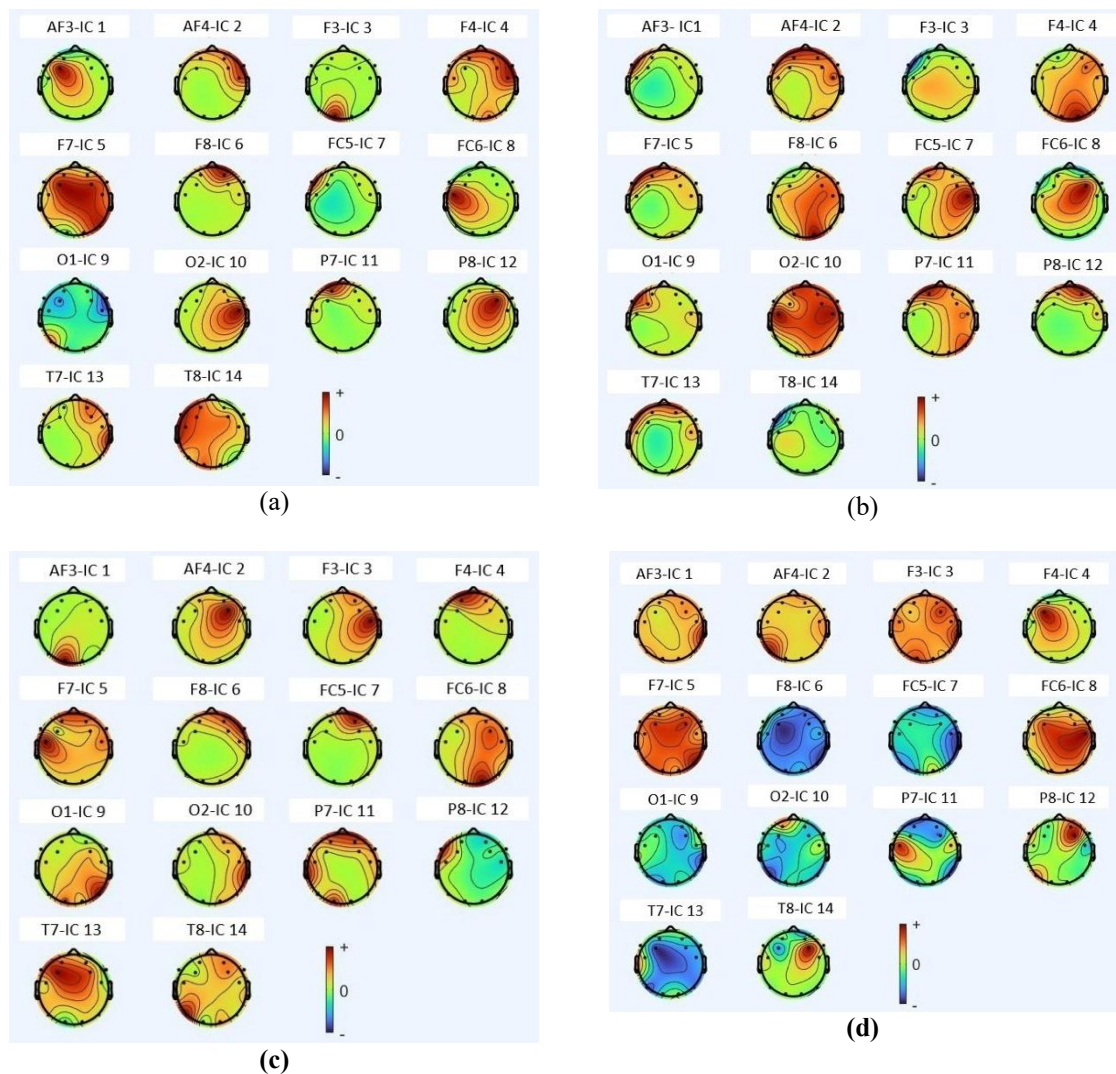 AF3-IC 1 AF4-IC 2 F3-IC 3 F4-IC 4
F7-IC 5 F8-IC 6 FC5-IC 7 FC6-IC 8
O1-IC 9 O2-IC 10 P7-IC 11 P8-IC 12
T7-IC 13 T8-IC 14
+
0
-
(a)
AF3- IC1 AF4-IC 2 F3-IC 3 F4-IC 4
F7-IC 5 F8-IC 6 FC5-IC 7 FC6-IC 8
O1-IC 9 O2-IC 10 P7-IC 11 P8-IC 12
T7-IC 13 T8-IC 14
+
0
-
(b)
AF3-IC 1 AF4-IC 2 F3-IC 3 F4-IC 4
F7-IC 5 F8-IC 6 FC5-IC 7 FC6-IC 8
O1-IC 9 O2-IC 10 P7-IC 11 P8-IC 12
T7-IC 13 T8-IC 14
+
0
-
(c)
AF3-IC 1 AF4-IC 2 F3-IC 3 F4-IC 4
F7-IC 5 F8-IC 6 FC5-IC 7 FC6-IC 8
O1-IC 9 O2-IC 10 P7-IC 11 P8-IC 12
T7-IC 13 T8-IC 14
+
0
-
(d)